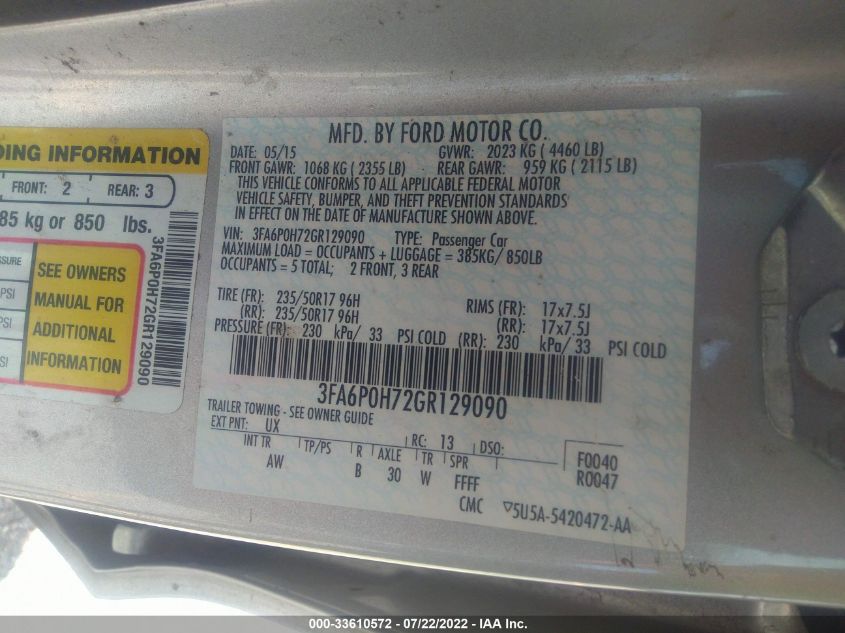 DING INFORMATION
FRONT: 2 REAR: 3
85 kg or 850 lbs.
SSURE
PSI
PSI
SI
SEE OWNERS
MANUAL FOR
ADDITIONAL
INFORMATION
3FA6P0H72GR129090
MFD. BY FORD MOTOR CO.
DATE: 05/15 GVWR: 2023 KG ( 4460 LB)
FRONT GAWR: 1068 KG ( 2355 LB) REAR GAWR: 959 KG ( 2115 LB)
THIS VEHICLE CONFORMS TO ALL APPLICABLE FEDERAL MOTOR
VEHICLE SAFETY, BUMPER, AND THEFT PREVENTION STANDARDS
IN EFFECT ON THE DATE OF MANUFACTURE SHOWN ABOVE.
VIN: 3FA6P0H72GR129090 TYPE: Passenger Car
MAXIMUM LOAD = OCCUPANTS + LUGGAGE = 385KG/ 850LB
OCCUPANTS = 5 TOTAL; 2 FRONT, 3 REAR
TIRE (FR): 235/50R17 96H RIMS (FR): 17x7.5J
(RR): 235/50R17 96H (RR): 17x7.5J
PRESSURE (FR): 230 kPa/ 33 PSI COLD (RR): 230 kPa/ 33 PSI COLD
3FA6P0H72GR129090
TRAILER TOWING - SEE OWNER GUIDE
EXT PNT: UX RC: 13 DSO: F0040
INT TR TP/PS R AXLE TR SPR R0047
AW B 30 W FFFF
CMC 5U5A-5420472-AA
000-33610572 - 07/22/2022 - IAA Inc.